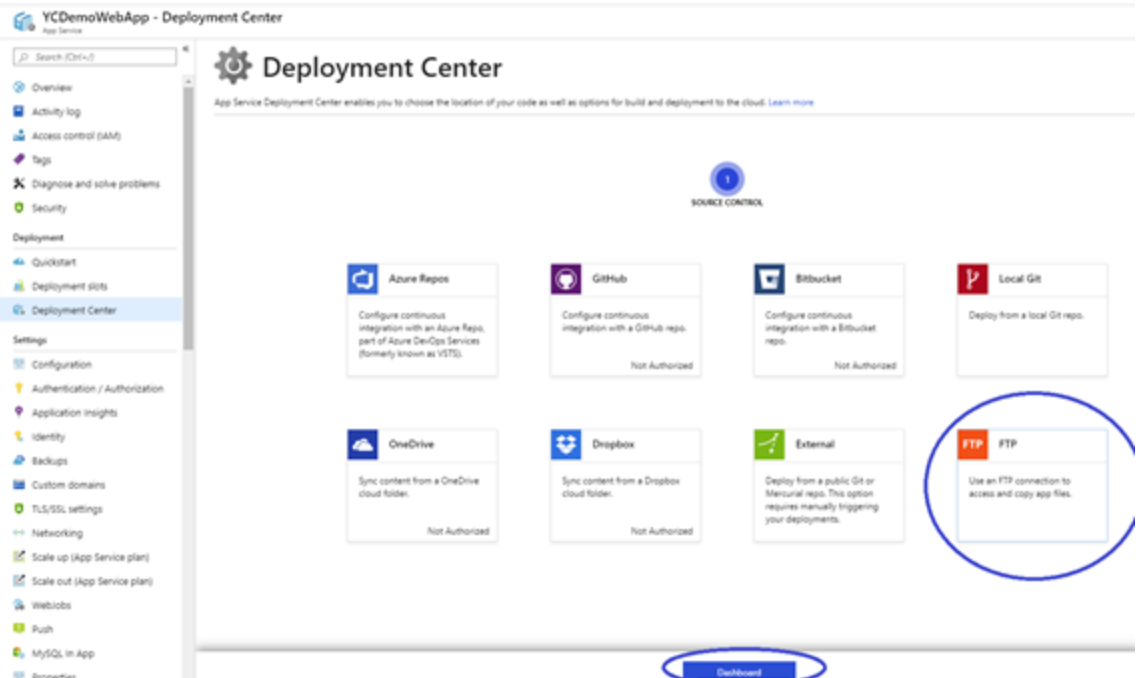 YCDemoWebApp - Deployment Center
App Service
Search (Ctrl+/)
«
Overview
Activity log
Access control (IAM)
Tags
Diagnose and solve problems
Security
Deployment
Quickstart
Deployment slots
Deployment Center
Settings
Configuration
Authentication / Authorization
Application Insights
Identity
Backups
Custom domains
TLS/SSL settings
Networking
Scale up (App Service plan)
Scale out (App Service plan)
WebJobs
Push
MySQL In App
Properties
Deployment Center
App Service Deployment Center enables you to choose the location of your code as well as options for build and deployment to the cloud. Learn more
1
SOURCE CONTROL
Azure Repos
Configure continuous
integration with an Azure Repo,
part of Azure DevOps Services
(formerly known as VSTS).
GitHub
Configure continuous
integration with a GitHub repo.
Not Authorized
Bitbucket
Configure continuous
integration with a Bitbucket
repo.
Not Authorized
Local Git
Deploy from a local Git repo.
OneDrive
Sync content from a OneDrive
cloud folder.
Not Authorized
Dropbox
Sync content from a Dropbox
cloud folder.
Not Authorized
External
Deploy from a public Git or
Mercurial repo. This option
requires manually triggering
your deployments.
FTP FTP
Use an FTP connection to
access and copy app files.
Dashboard